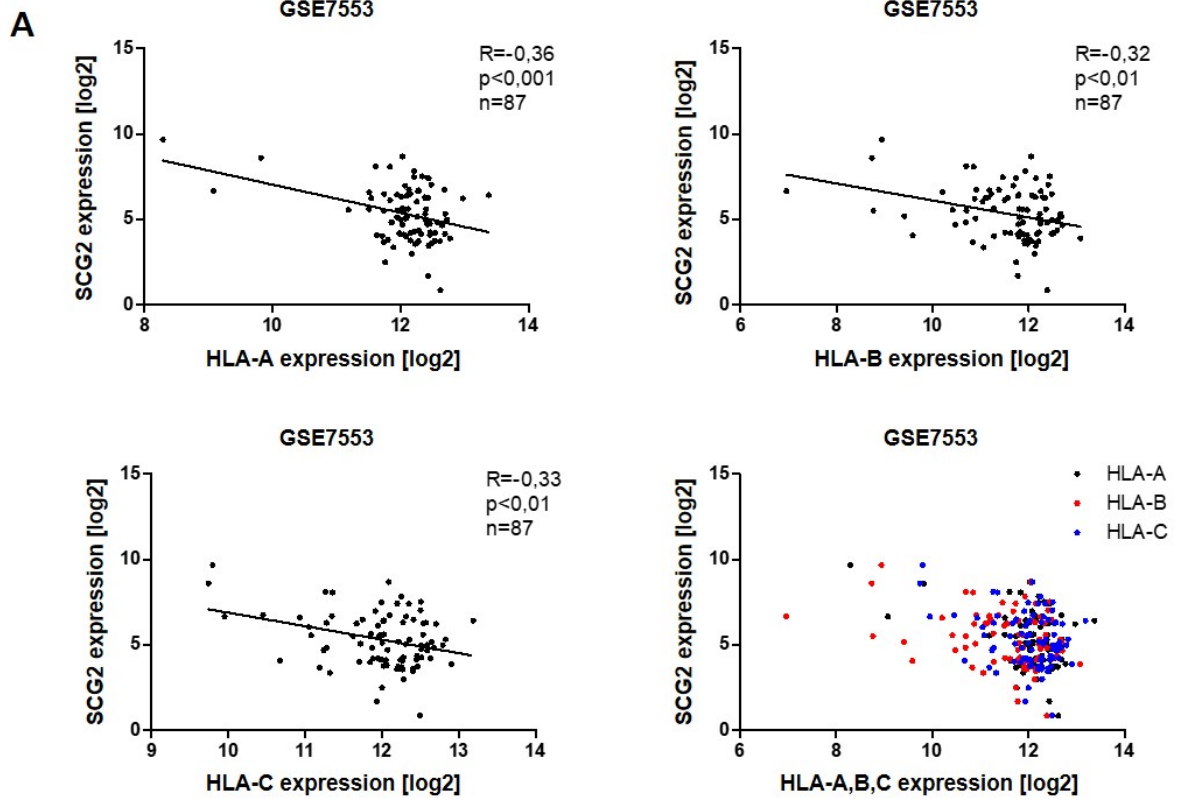 A
GSE7553
R=-0,36
p<0,001
n=87
SCG2 expression [log2]
15
10
5
0
8 10 12 14
HLA-A expression [log2]
GSE7553
R=-0,32
p<0,01
n=87
SCG2 expression [log2]
15
10
5
0
6 8 10 12 14
HLA-B expression [log2]
GSE7553
R=-0,33
p<0,01
n=87
SCG2 expression [log2]
15
10
5
0
9 10 11 12 13 14
HLA-C expression [log2]
GSE7553
HLA-A
HLA-B
HLA-C
SCG2 expression [log2]
15
10
5
0
6 8 10 12 14
HLA-A,B,C expression [log2]